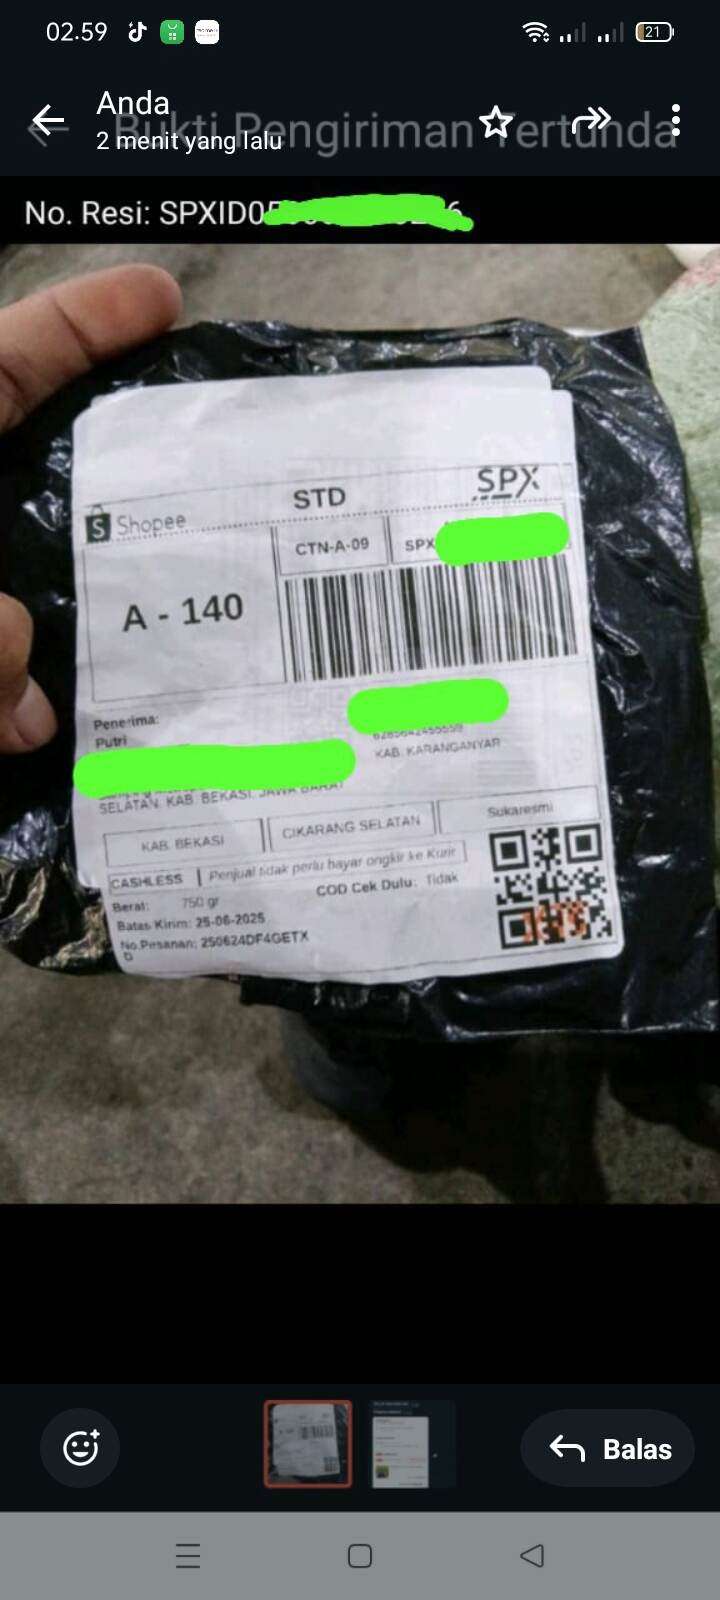 02.59
21
Anda
Bukti Pengiriman Tertunda
2 menit yang lalu
No. Resi: SPXID0
Shopee
STD
SPX
CTN-A-09
SPX
A - 140
Penerima:
Putri
KAB. KARANGANYAR
SELATAN, KAB. BEKASI, JAWA BARAT
KAB. BEKASI
CIKARANG SELATAN
Sukaresmi
CASHLESS
Penjual tidak perlu bayar ongkir ke Kurir
Berat: 750 gr
COD Cek Dulu: Tidak
Batas Kirim: 25-06-2025
No.Pesanan: 250624DF4GETX
D
Balas